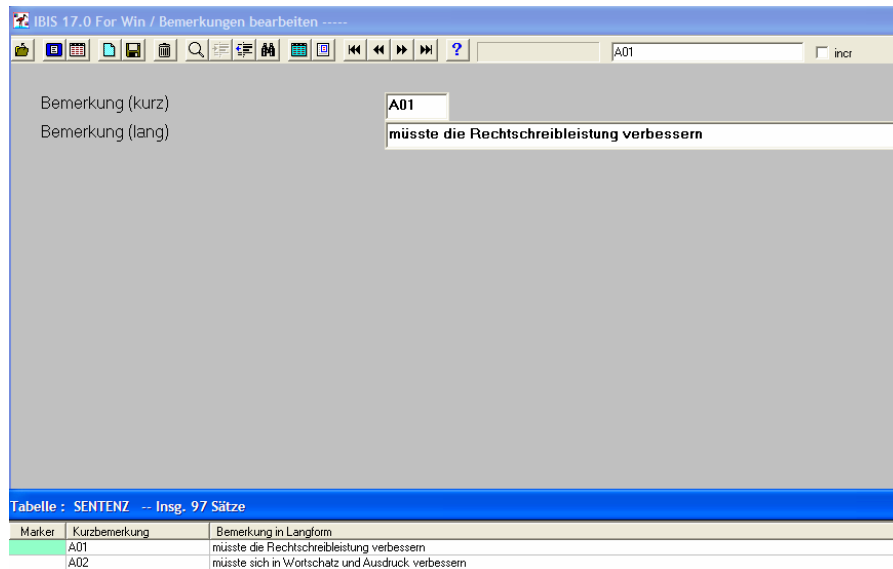 IBIS 17.0 For Win / Bemerkungen bearbeiten -----
? A01 incr
Bemerkung (kurz) A01
Bemerkung (lang) müsste die Rechtschreibleistung verbessern
Tabelle : SENTENZ -- Insg. 97 Sätze
Marker Kurzbemerkung Bemerkung in Langform
A01 müsste die Rechtschreibleistung verbessern
A02 müsste sich in Wortschatz und Ausdruck verbessern